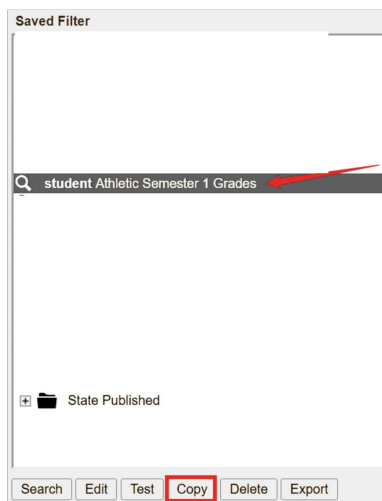 Saved Filter
student Athletic Semester 1 Grades
State Published
Search Edit Test Copy Delete Export